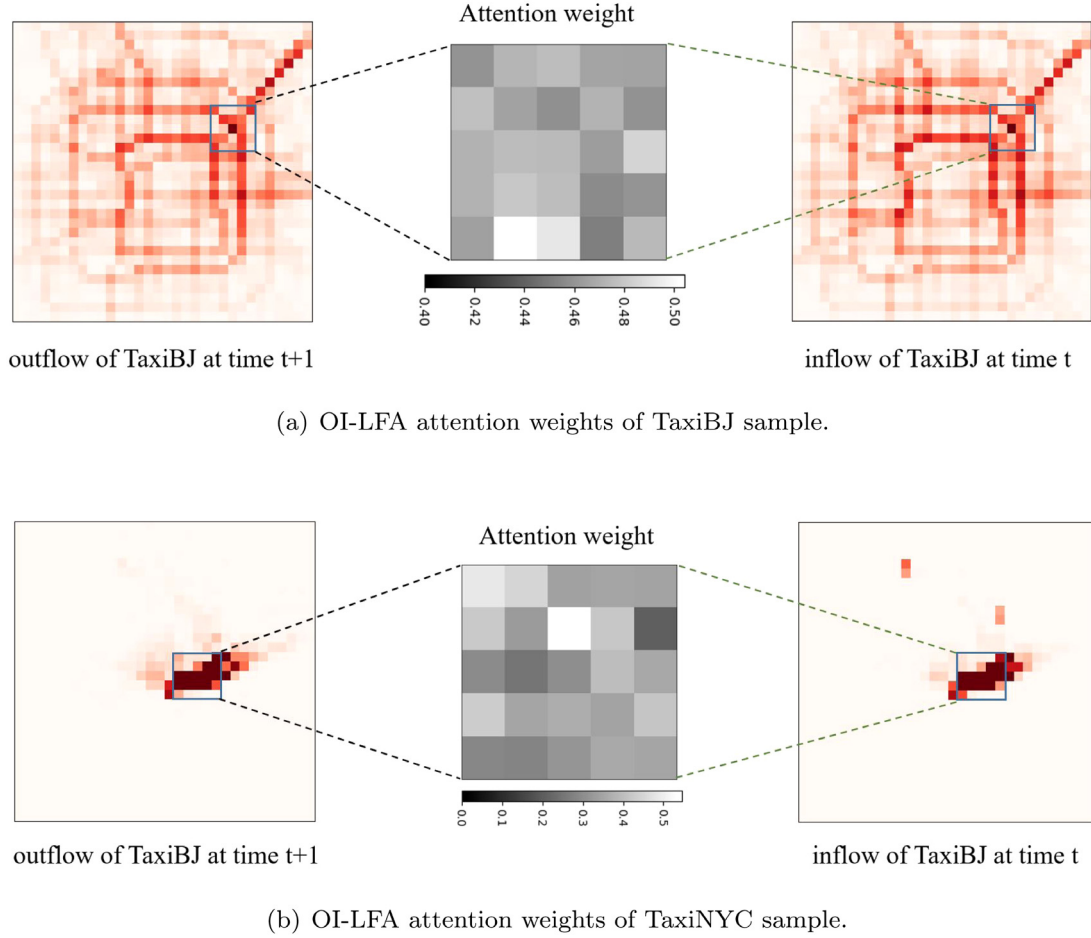 Attention weight
0.40
0.42
0.44
0.46
0.48
0.50
outflow of TaxiBJ at time t+1
inflow of TaxiBJ at time t
(a) OI-LFA attention weights of TaxiBJ sample.
Attention weight
0.0
0.1
0.2
0.3
0.4
0.5
outflow of TaxiBJ at time t+1
inflow of TaxiBJ at time t
(b) OI-LFA attention weights of TaxiNYC sample.